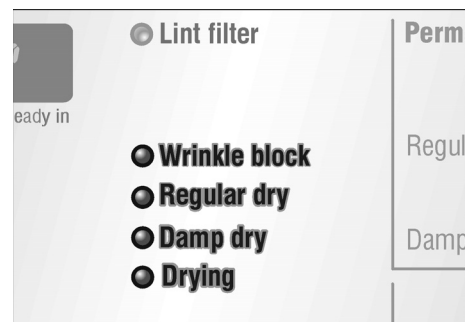 Lint filter
Perm
eady in
Wrinkle block
Regul
Regular dry
Damp dry
Damp
Drying